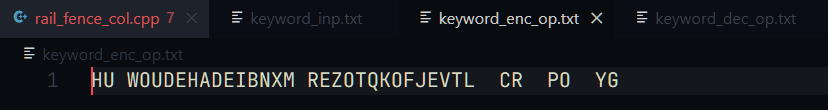 rail_fence_col.cpp 7 keyword_inp.txt keyword_enc_op.txt keyword_dec_op.txt
keyword_enc_op.txt
1 HU WOUDEHADEIBNXM REZOTQKOFJEVTL  CR  PO  YG